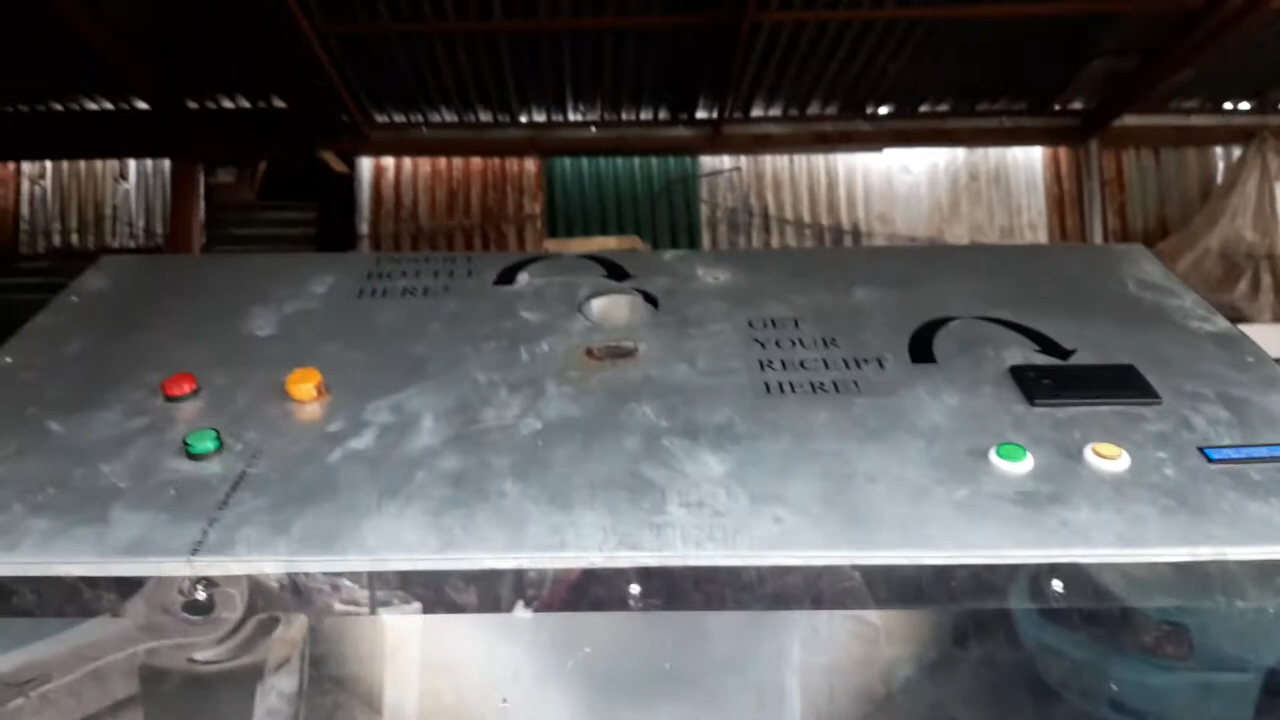 INSERT
BOTTLE
HERE!
GET
YOUR
RECEIPT
HERE!